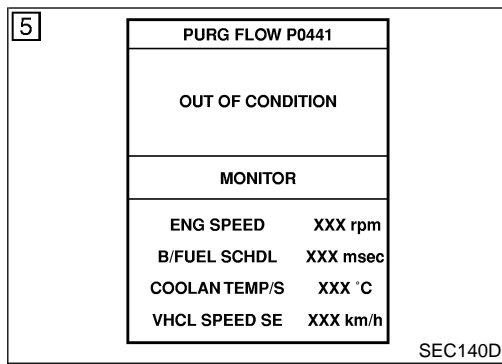 5
PURG FLOW P0441
OUT OF CONDITION
MONITOR
ENG SPEED XXX rpm
B/FUEL SCHDL XXX msec
COOLAN TEMP/S XXX °C
VHCL SPEED SE XXX km/h
SEC140D